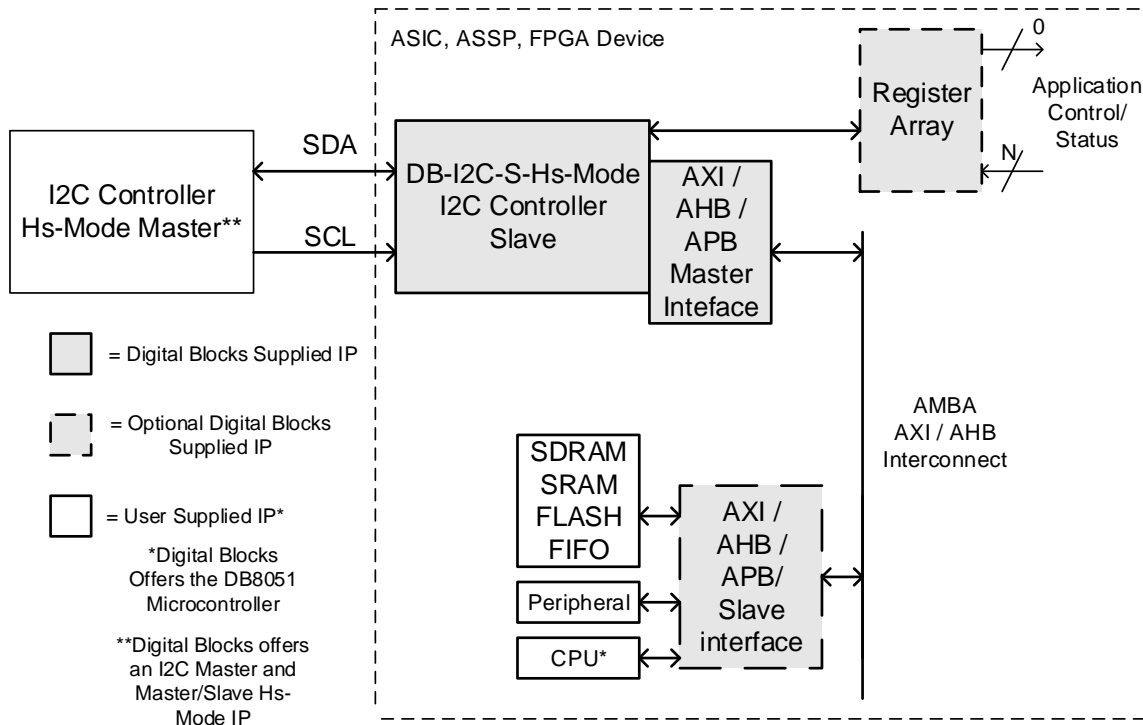 ASIC, ASSP, FPGA Device
0
Register
Array
Application
Control/
Status
N
I2C Controller
Hs-Mode Master**
SDA
SCL
DB-I2C-S-Hs-Mode
I2C Controller
Slave
AXI /
AHB /
APB
Master
Inteface
= Digital Blocks Supplied IP
= Optional Digital Blocks
Supplied IP
= User Supplied IP*
*Digital Blocks
Offers the DB8051
Microcontroller
**Digital Blocks offers
an I2C Master and
Master/Slave Hs-
Mode IP
AMBA
AXI / AHB
Interconnect
SDRAM
SRAM
FLASH
FIFO
Peripheral
CPU*
AXI /
AHB /
APB/
Slave
interface